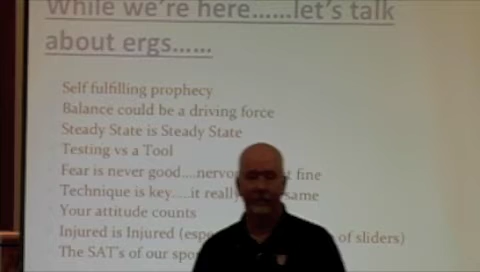 While we're here......let's talk
about ergs......
Self fulfilling prophecy
Balance could be a driving force
Steady State is Steady State
Testing vs a Tool
Fear is never good....nervou fine
Technique is key.....it really same
Your attitude counts
Injured is Injured (espe of sliders)
The SAT's of our spo